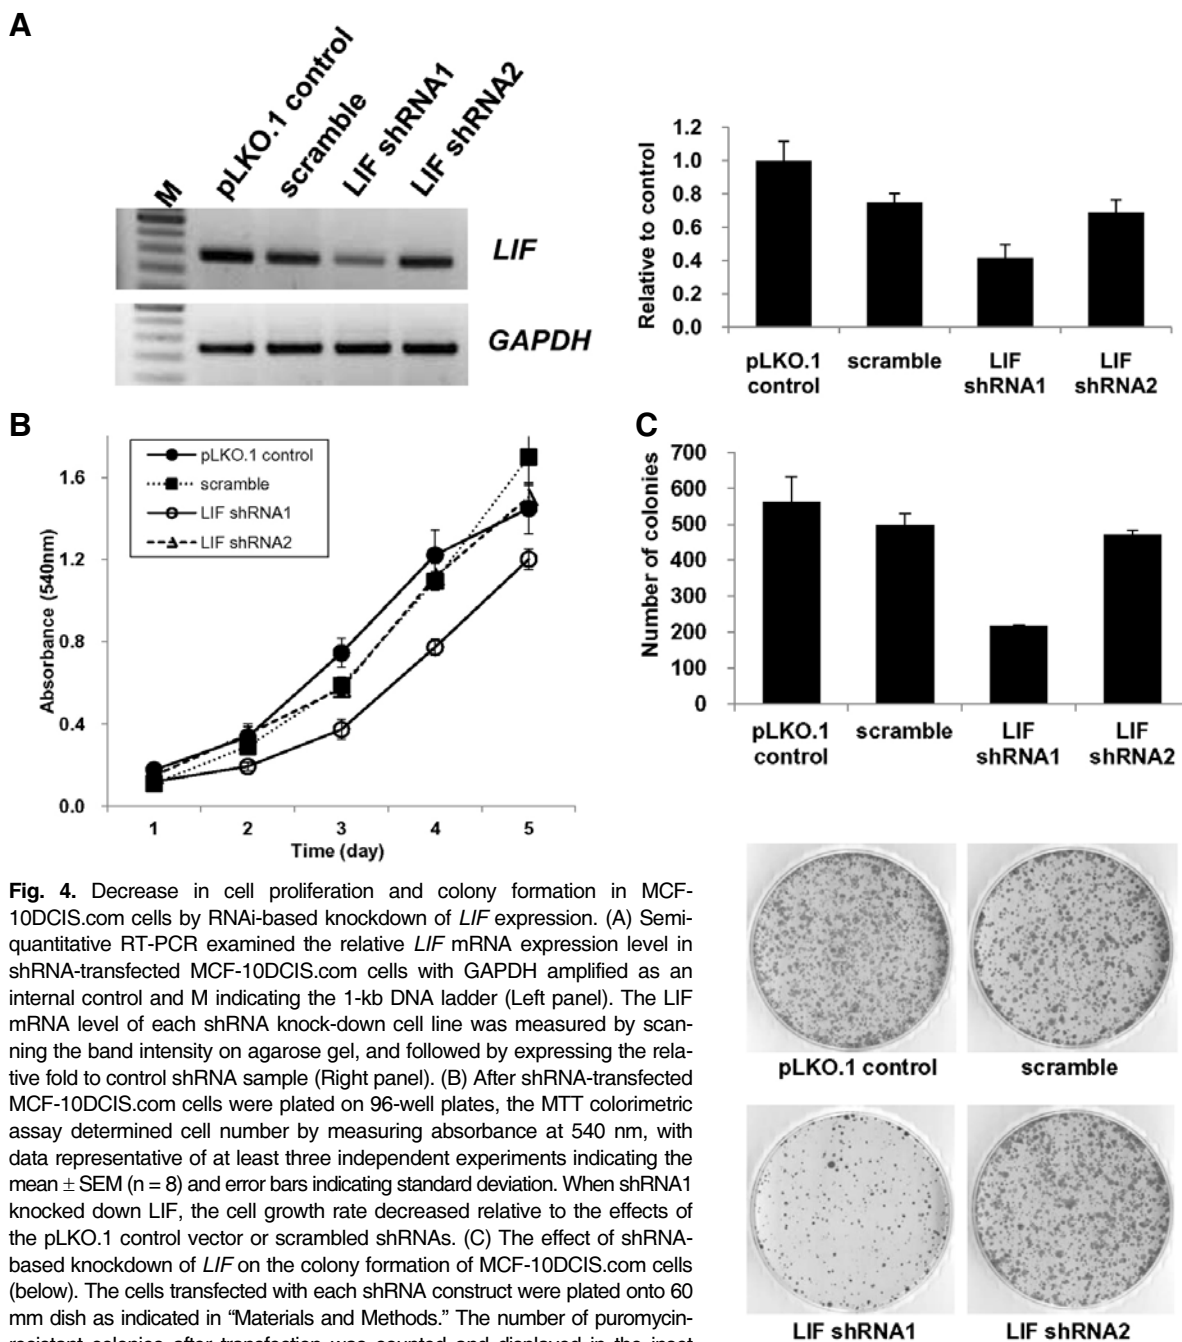 A
M
pLKO.1 control
scramble
LIF shRNA1
LIF shRNA2
LIF
GAPDH
Relative to control
1.2
1.0
0.8
0.6
0.4
0.2
0.0
pLKO.1 control
scramble
LIF shRNA1
LIF shRNA2
B
pLKO.1 control
scramble
LIF shRNA1
LIF shRNA2
Absorbance (540nm)
1.6
1.2
0.8
0.4
0.0
1 2 3 4 5
Time (day)
C
Number of colonies
700
600
500
400
300
200
100
0
pLKO.1 control
scramble
LIF shRNA1
LIF shRNA2
pLKO.1 control
scramble
LIF shRNA1
LIF shRNA2
Fig. 4. Decrease in cell proliferation and colony formation in MCF-
10DCIS.com cells by RNAi-based knockdown of LIF expression. (A) Semi-
quantitative RT-PCR examined the relative LIF mRNA expression level in
shRNA-transfected MCF-10DCIS.com cells with GAPDH amplified as an
internal control and M indicating the 1-kb DNA ladder (Left panel). The LIF
mRNA level of each shRNA knock-down cell line was measured by scan-
ning the band intensity on agarose gel, and followed by expressing the rela-
tive fold to control shRNA sample (Right panel). (B) After shRNA-transfected
MCF-10DCIS.com cells were plated on 96-well plates, the MTT colorimetric
assay determined cell number by measuring absorbance at 540 nm, with
data representative of at least three independent experiments indicating the
mean ± SEM (n = 8) and error bars indicating standard deviation. When shRNA1
knocked down LIF, the cell growth rate decreased relative to the effects of
the pLKO.1 control vector or scrambled shRNAs. (C) The effect of shRNA-
based knockdown of LIF on the colony formation of MCF-10DCIS.com cells
(below). The cells transfected with each shRNA construct were plated onto 60
mm dish as indicated in “Materials and Methods.” The number of puromycin-
resistant colonies after transfection was counted and displayed in the inset